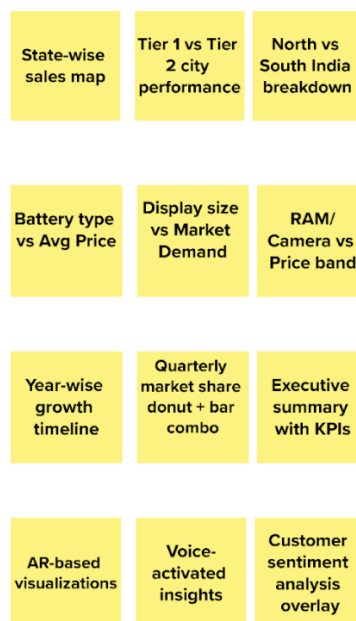 State-wise
sales map
Tier 1 vs Tier
2 city
performance
North vs
South India
breakdown
Battery type
vs Avg Price
Display size
vs Market
Demand
RAM/
Camera vs
Price band
Year-wise
growth
timeline
Quarterly
market share
donut + bar
combo
Executive
summary
with KPIs
AR-based
visualizations
Voice-
activated
insights
Customer
sentiment
analysis
overlay